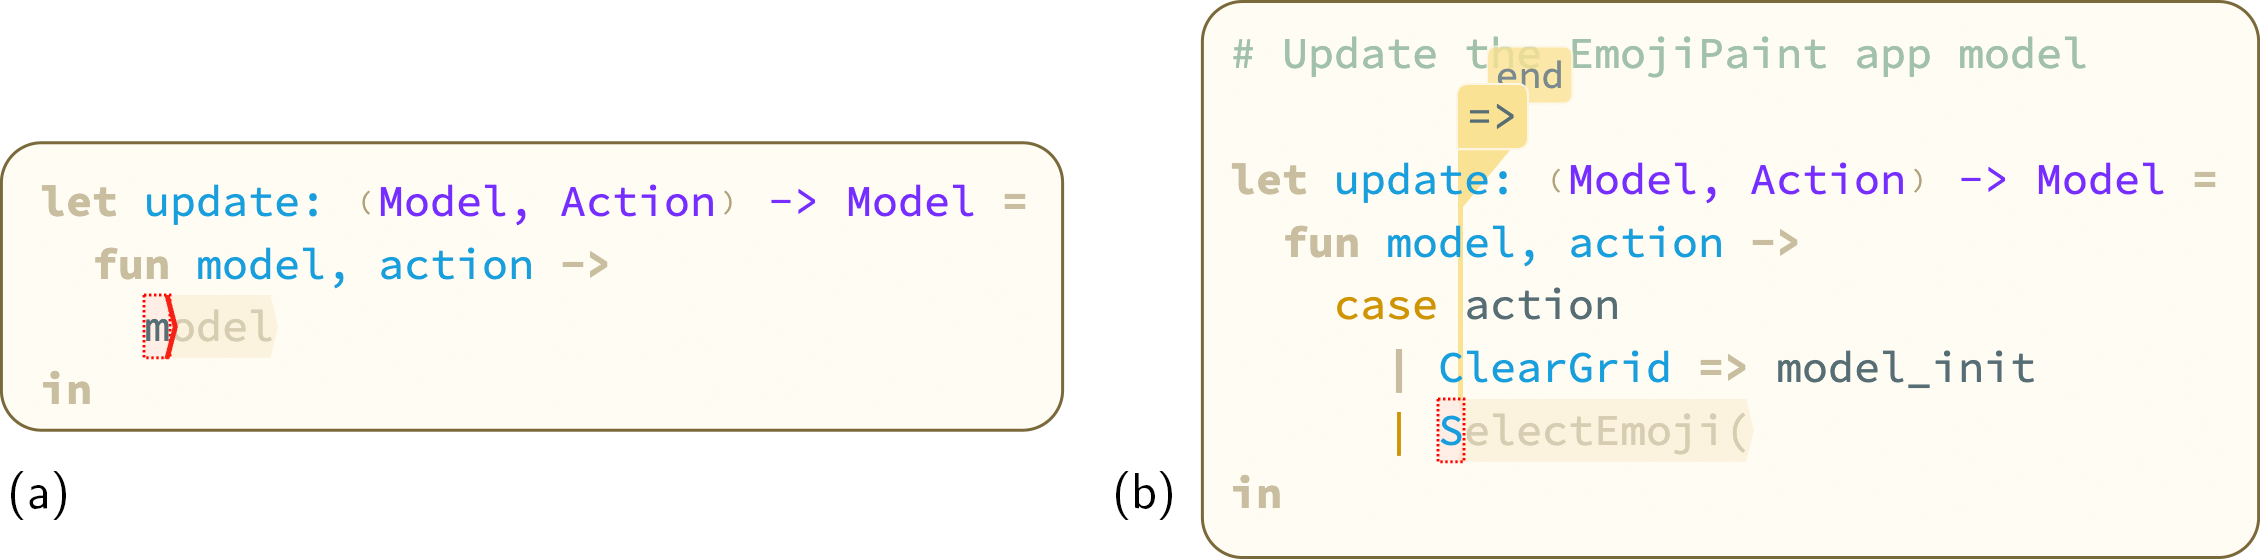 let update: (Model, Action) -> Model =
fun model, action ->
model
in
(a)
# Update the EmojiPaint app model
end
=>
let update: (Model, Action) -> Model =
fun model, action ->
case action
| ClearGrid => model_init
| SelectEmoji(
in
(b)